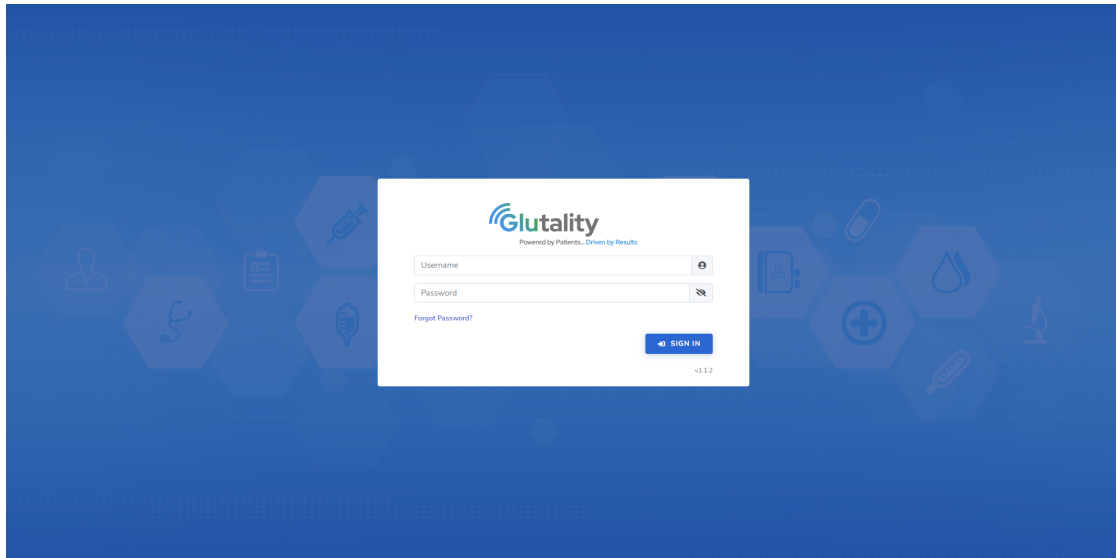 Glutality
Powered by Patients... Driven by Results
Username
Password
Forgot Password?
SIGN IN
v1.1.2